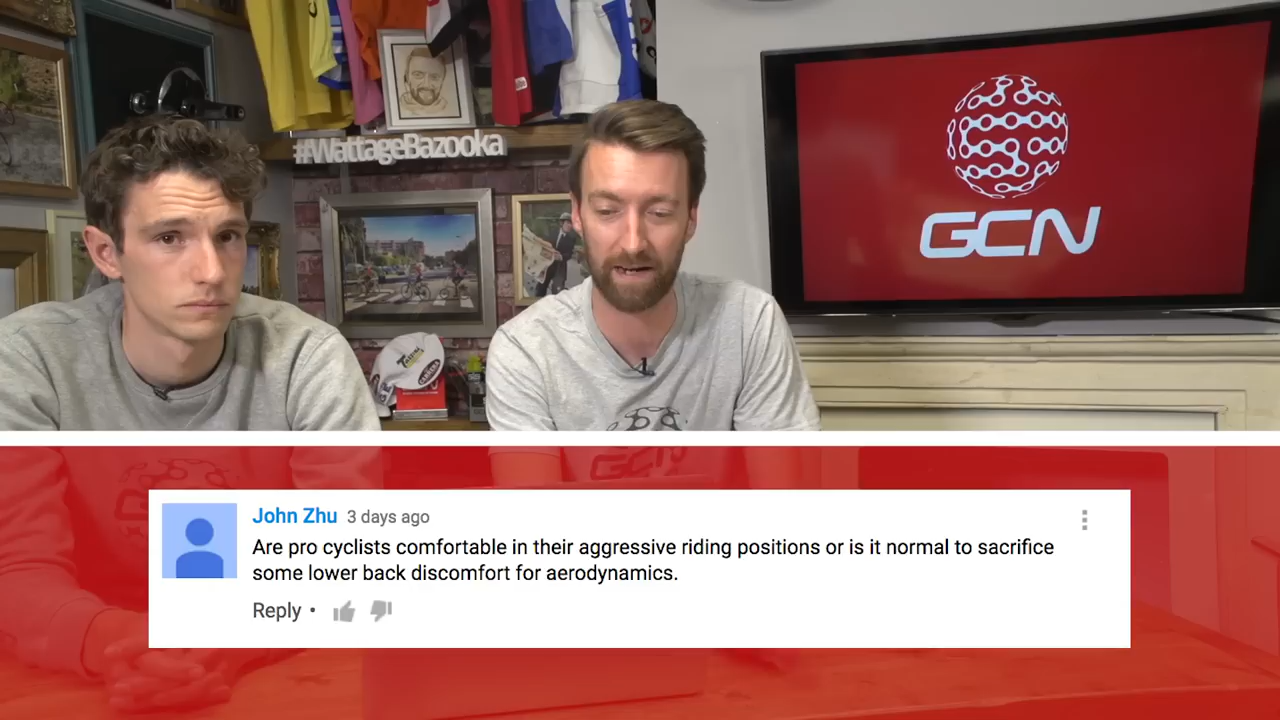 #WattageBazooka
GCN
John Zhu 3 days ago
Are pro cyclists comfortable in their aggressive riding positions or is it normal to sacrifice
some lower back discomfort for aerodynamics.
Reply •